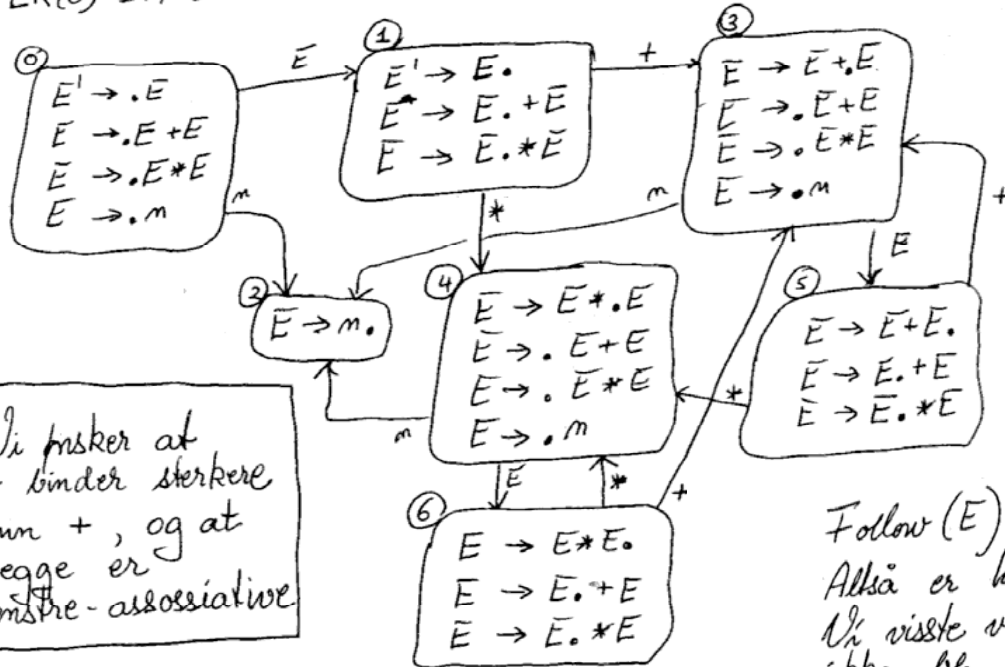 LR(0)
0
E' → .E
E → .E+E
E → .E*E
E → .n
E
1
E' → E.
E → E.+E
E → E.*E
+
3
E → E+.E
E → .E+E
E → .E*E
E → .n
n
n
*
E
+
2
E → n.
4
E → E*.E
E → .E+E
E → .E*E
E → .n
5
E → E+E.
E → E.+E
E → E.*E
*
n
E
*
+
6
E → E*E.
E → E.+E
E → E.*E
Vi ønsker at
binder sterkere
enn +, og at
begge er
venstre-assossiative
Follow (E)
Altså er
Vi visste